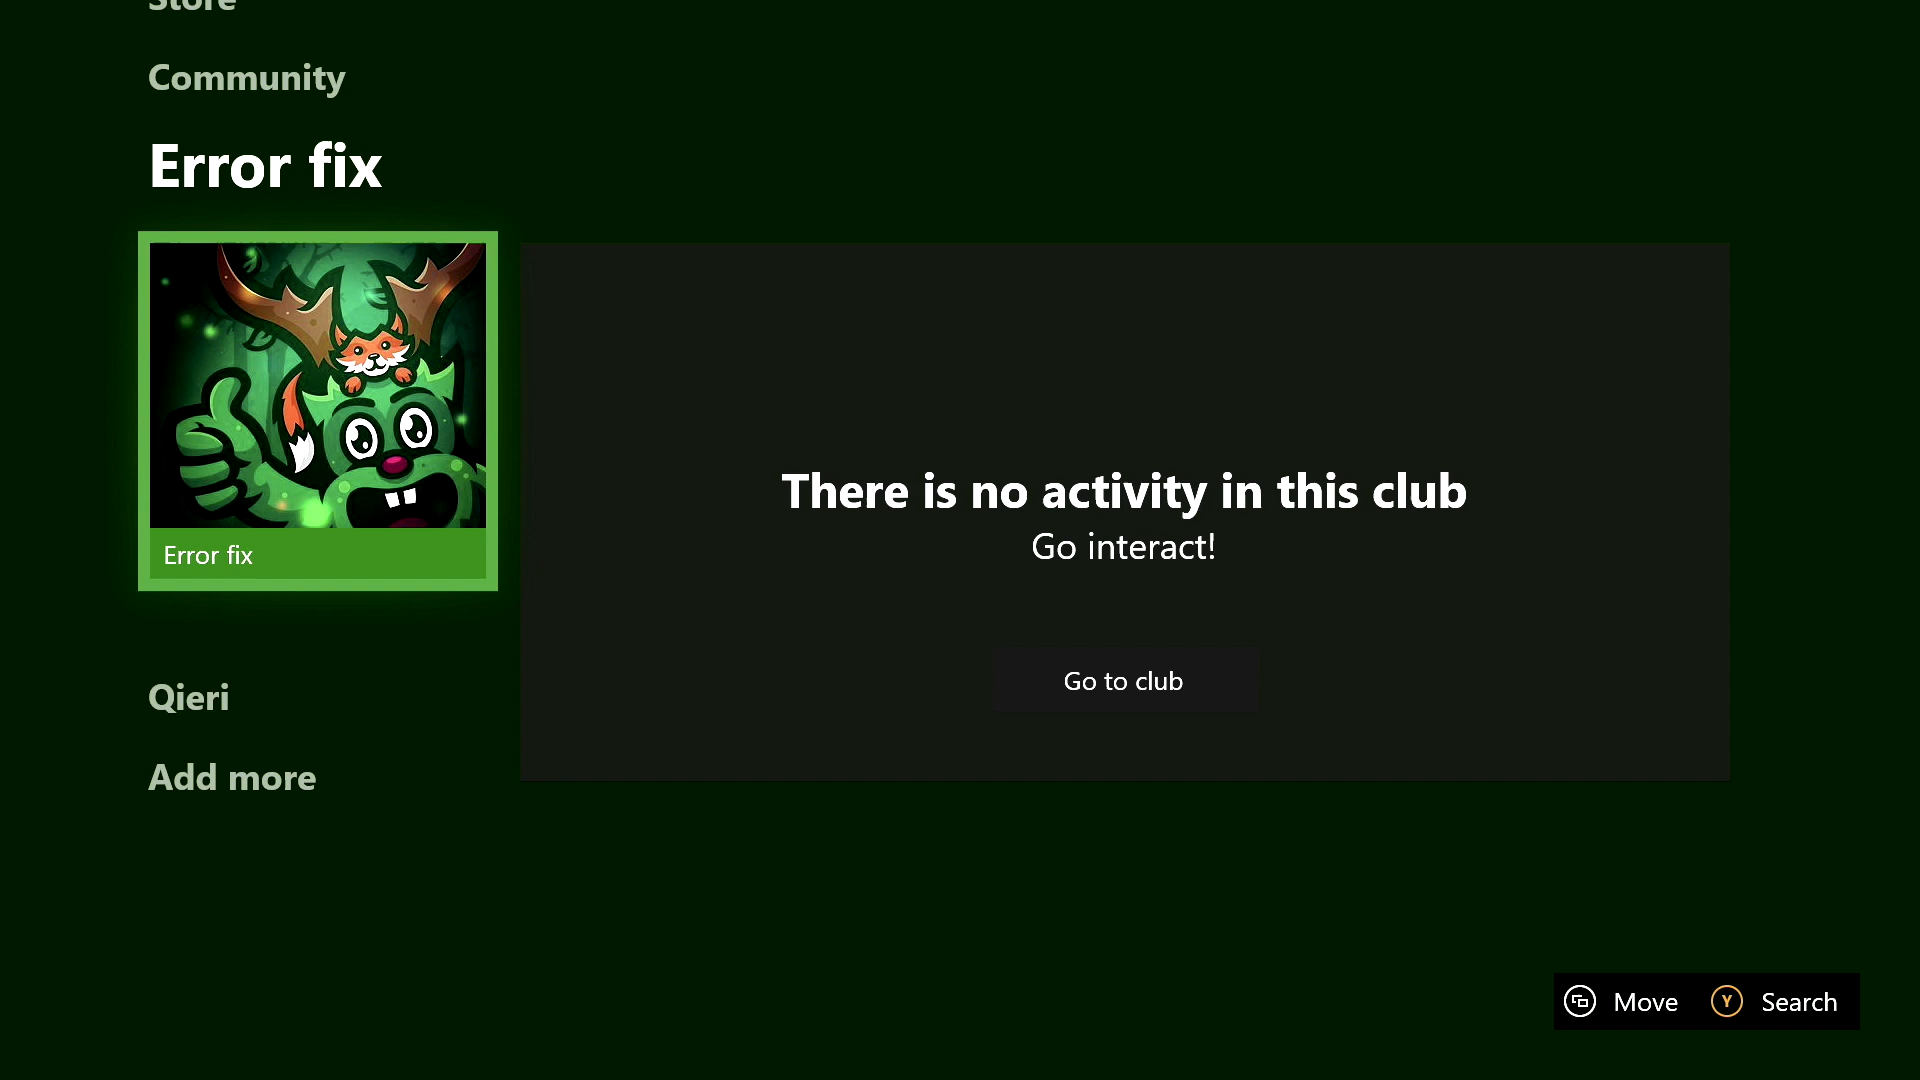 Store
Community
Error fix
Error fix
There is no activity in this club
Go interact!
Go to club
Qieri
Add more
Move
Y
Search